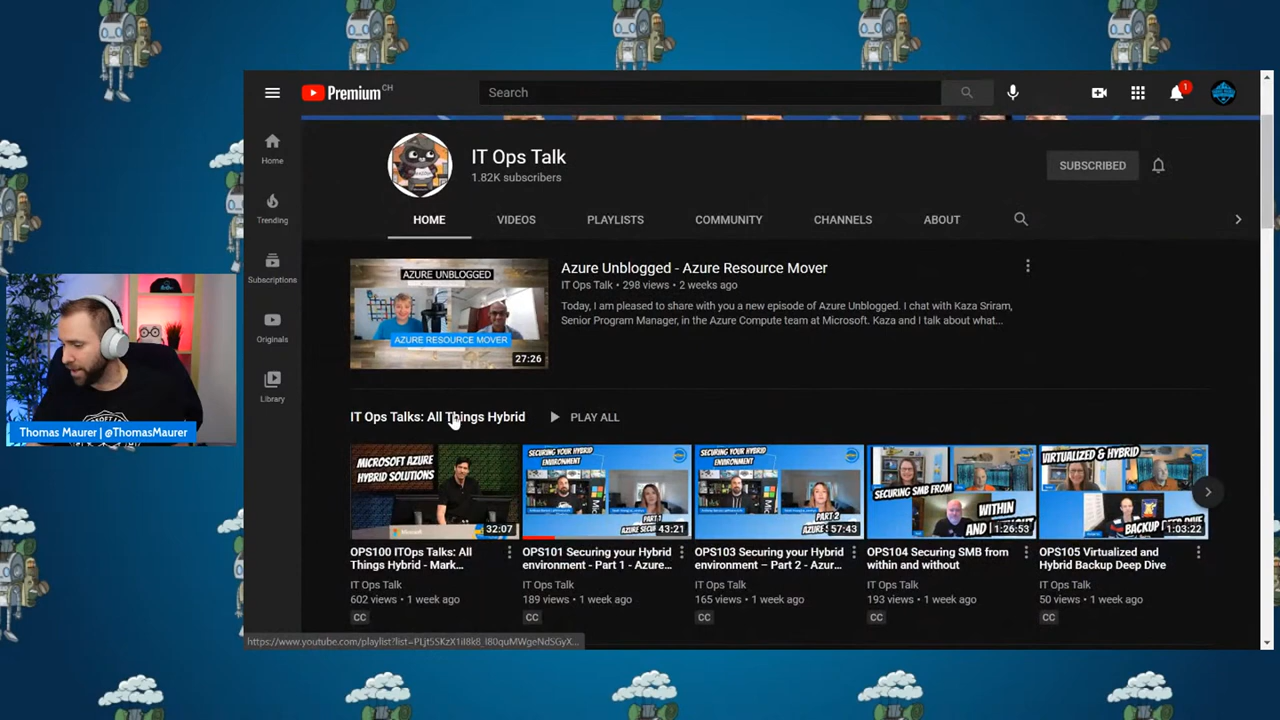 Premium CH
Search
1
Home
Trending
Subscriptions
Originals
Library
IT Ops Talk
1.82K subscribers
SUBSCRIBED
HOME
VIDEOS
PLAYLISTS
COMMUNITY
CHANNELS
ABOUT
AZURE UNBLOGGED
AZURE RESOURCE MOVER
27:26
Azure Unblogged - Azure Resource Mover
IT Ops Talk • 298 views • 2 weeks ago
Today, I am pleased to share with you a new episode of Azure Unblogged. I chat with Kaza Sriram,
Senior Program Manager, in the Azure Compute team at Microsoft. Kaza and I talk about what...
Thomas Maurer | @ThomasMaurer
IT Ops Talks: All Things Hybrid
PLAY ALL
MICROSOFT AZURE
HYBRID SOLUTIONS
Microsoft
32:07
OPS100 ITOps Talks: All
Things Hybrid - Mark...
IT Ops Talk
602 views • 1 week ago
CC
SECURING YOUR HYBRID
ENVIRONMENT
PART 1
43:21
OPS101 Securing your Hybrid
environment - Part 1 - Azure...
IT Ops Talk
189 views • 1 week ago
CC
SECURING YOUR HYBRID
ENVIRONMENT
PART 2
57:43
OPS103 Securing your Hybrid
environment – Part 2 - Azur...
IT Ops Talk
165 views • 1 week ago
CC
SECURING SMB FROM
WITHIN AND
1:26:53
OPS104 Securing SMB from
within and without
IT Ops Talk
193 views • 1 week ago
CC
VIRTUALIZED & HYBRID
BACKUP
1:03:22
OPS105 Virtualized and
Hybrid Backup Deep Dive
IT Ops Talk
50 views • 1 week ago
CC